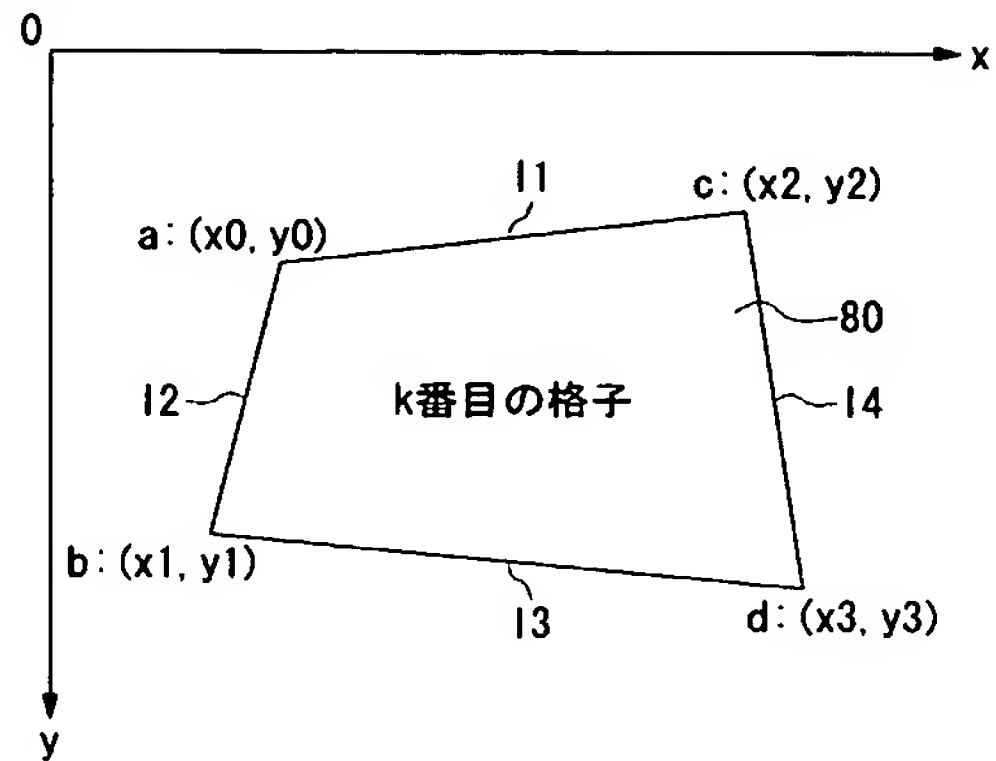 0
x
l1
c: (x2, y2)
a: (x0, y0)
80
l2
k番目の格子
l4
b: (x1, y1)
l3
d: (x3, y3)
y